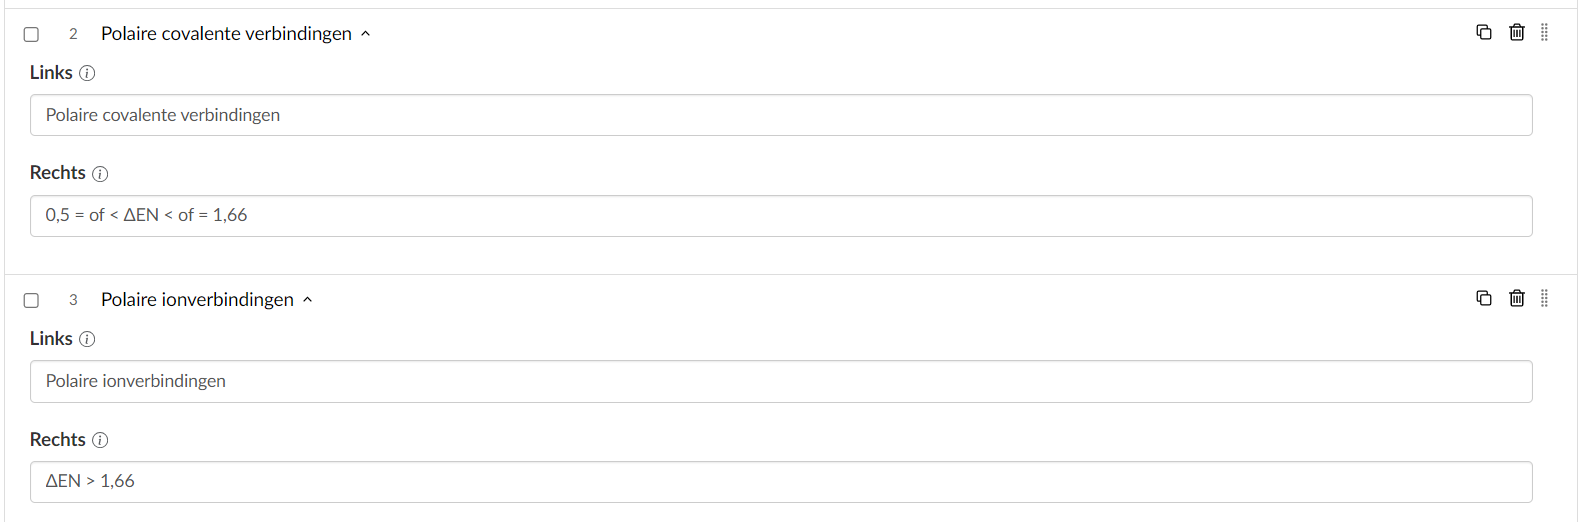 2 Polaire covalente verbindingen
Links
Polaire covalente verbindingen
Rechts
0,5 = of < ΔEN < of = 1,66
3 Polaire ionverbindingen
Links
Polaire ionverbindingen
Rechts
ΔEN > 1,66